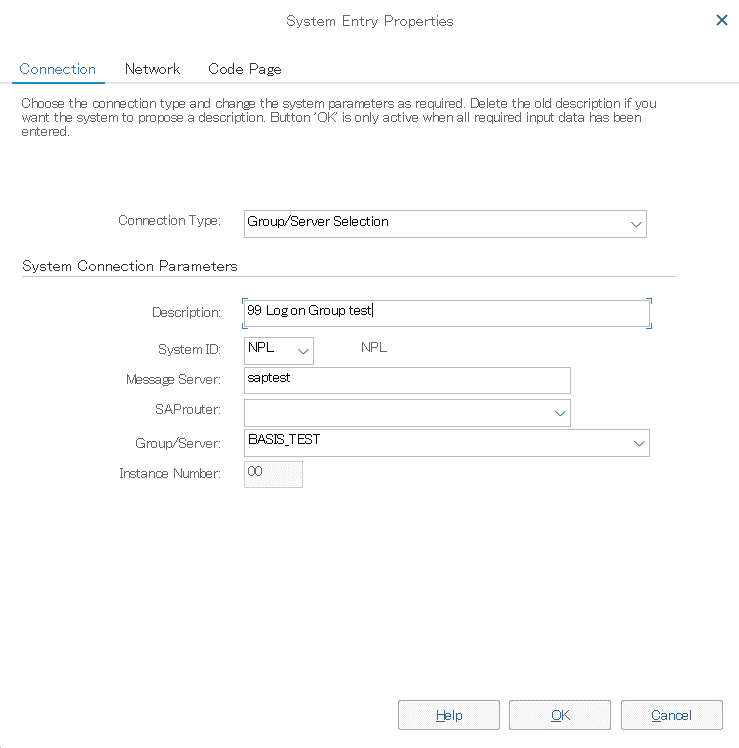 System Entry Properties
Connection Network Code Page
Choose the connection type and change the system parameters as required. Delete the old description if you
want the system to propose a description. Button 'OK' is only active when all required input data has been
entered.
Connection Type: Group/Server Selection
System Connection Parameters
Description: 99 Log on Group test
System ID: NPL NPL
Message Server: saptest
SAProuter:
Group/Server: BASIS_TEST
Instance Number: 00
Help OK Cancel